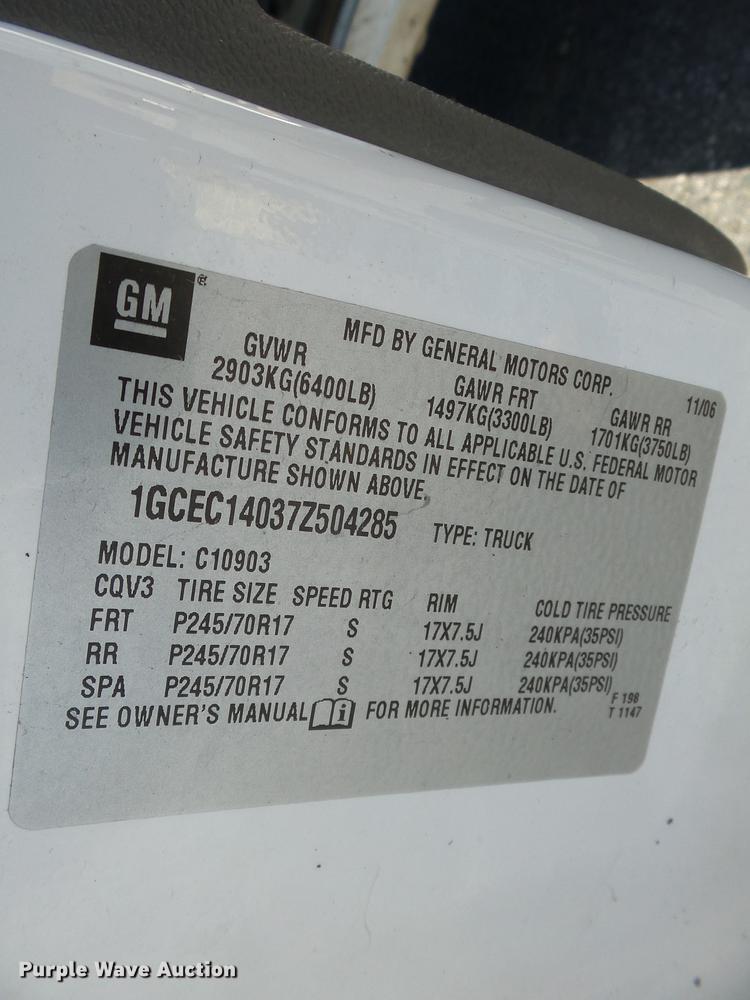 GM ®
MFD BY GENERAL MOTORS CORP. 11/06
GVWR GAWR FRT GAWR RR
2903KG(6400LB) 1497KG(3300LB) 1701KG(3750LB)
THIS VEHICLE CONFORMS TO ALL APPLICABLE U.S. FEDERAL MOTOR
VEHICLE SAFETY STANDARDS IN EFFECT ON THE DATE OF
MANUFACTURE SHOWN ABOVE.
1GCEC14037Z504285 TYPE: TRUCK
MODEL: C10903
CQV3 TIRE SIZE SPEED RTG RIM COLD TIRE PRESSURE
FRT P245/70R17 S 17X7.5J 240KPA(35PSI)
RR P245/70R17 S 17X7.5J 240KPA(35PSI)
SPA P245/70R17 S 17X7.5J 240KPA(35PSI)
SEE OWNER'S MANUAL i FOR MORE INFORMATION.
F 198
T 1147
Purple Wave Auction